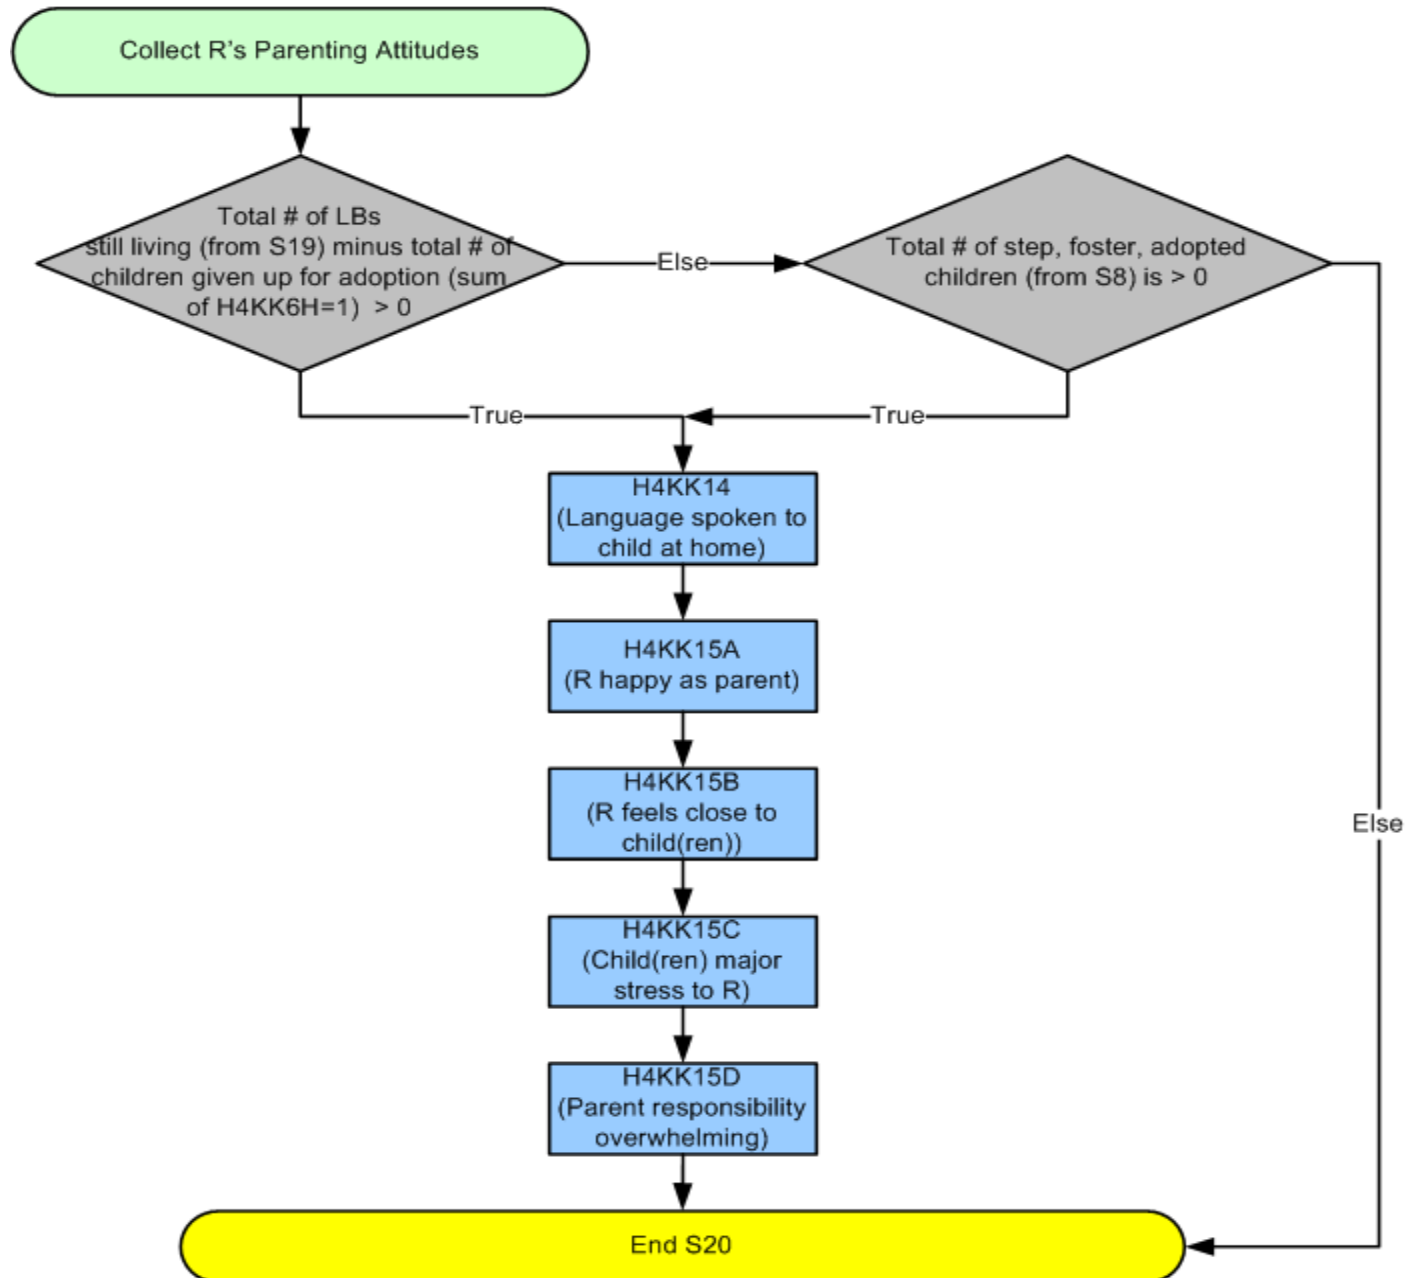 Collect R's Parenting Attitudes
Total # of LBs
still living (from S19) minus total # of
children given up for adoption (sum
of H4KK6H=1)  > 0
Else
Total # of step, foster, adopted
children (from S8) is > 0
True
True
H4KK14
(Language spoken to
child at home)
H4KK15A
(R happy as parent)
H4KK15B
(R feels close to
child(ren))
Else
H4KK15C
(Child(ren) major
stress to R)
H4KK15D
(Parent responsibility
overwhelming)
End S20